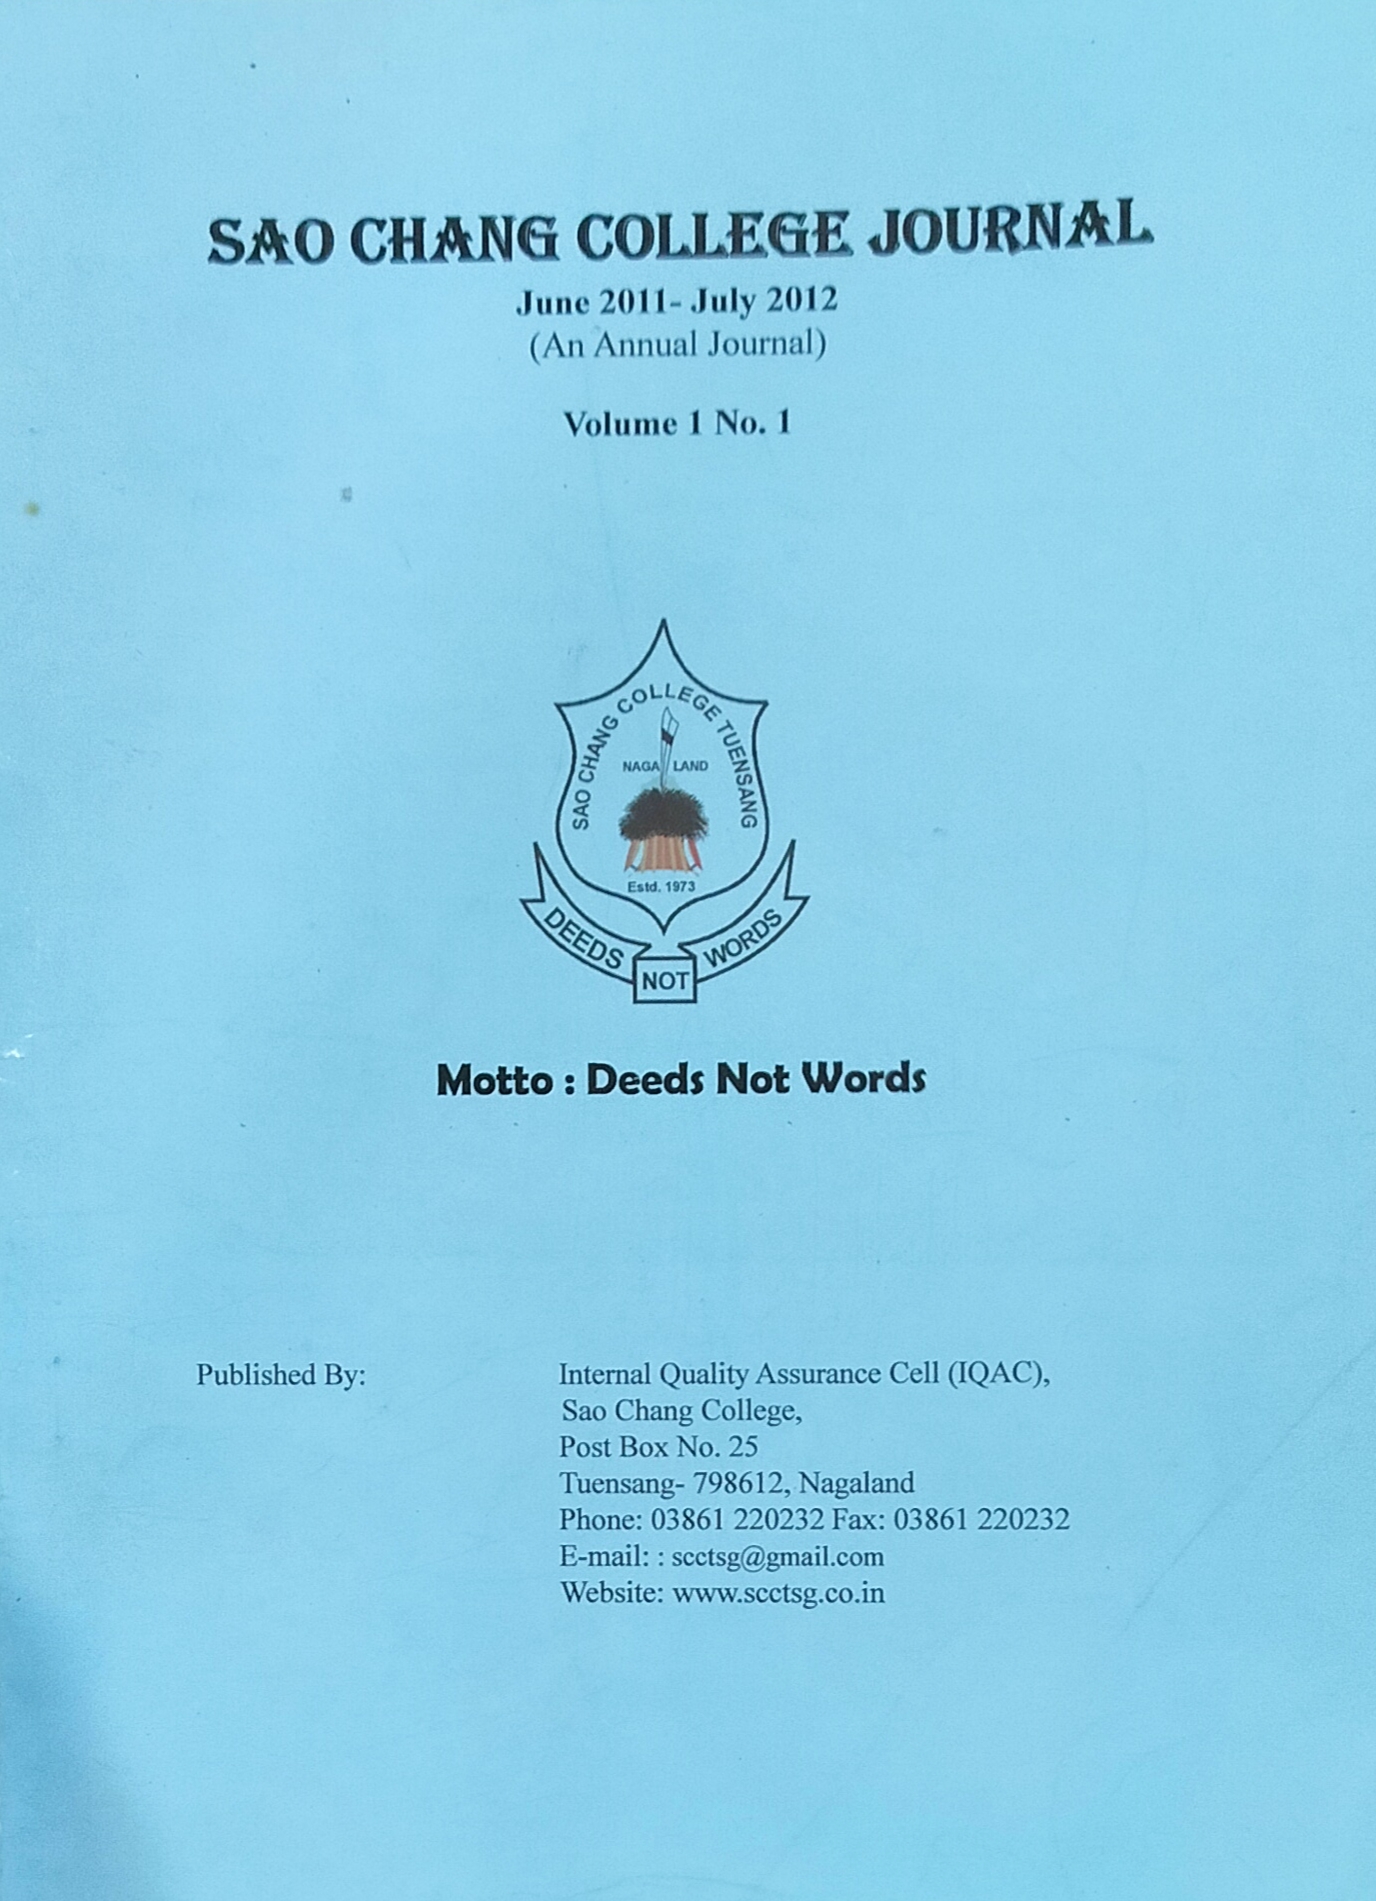 SAO CHANG COLLEGE JOURNAL
June 2011- July 2012
(An Annual Journal)
Volume 1 No. 1
SAO CHANG COLLEGE TUENSANG
NAGA LAND
Estd. 1973
DEEDS NOT WORDS
Motto : Deeds Not Words
Published By: Internal Quality Assurance Cell (IQAC),
Sao Chang College,
Post Box No. 25
Tuensang- 798612, Nagaland
Phone: 03861 220232 Fax: 03861 220232
E-mail: : scctsg@gmail.com
Website: www.scctsg.co.in